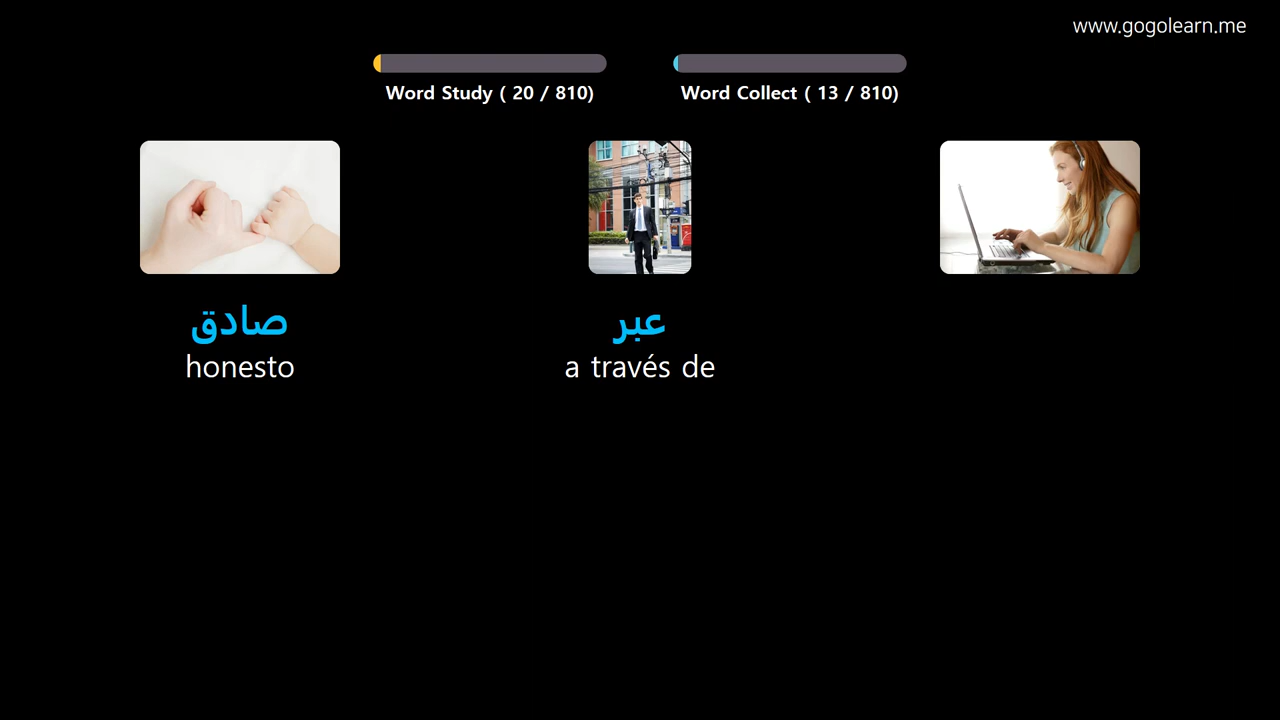 www.gogolearn.me
Word Study ( 20 / 810)
Word Collect ( 13 / 810)
صادق
honesto
عبر
a través de